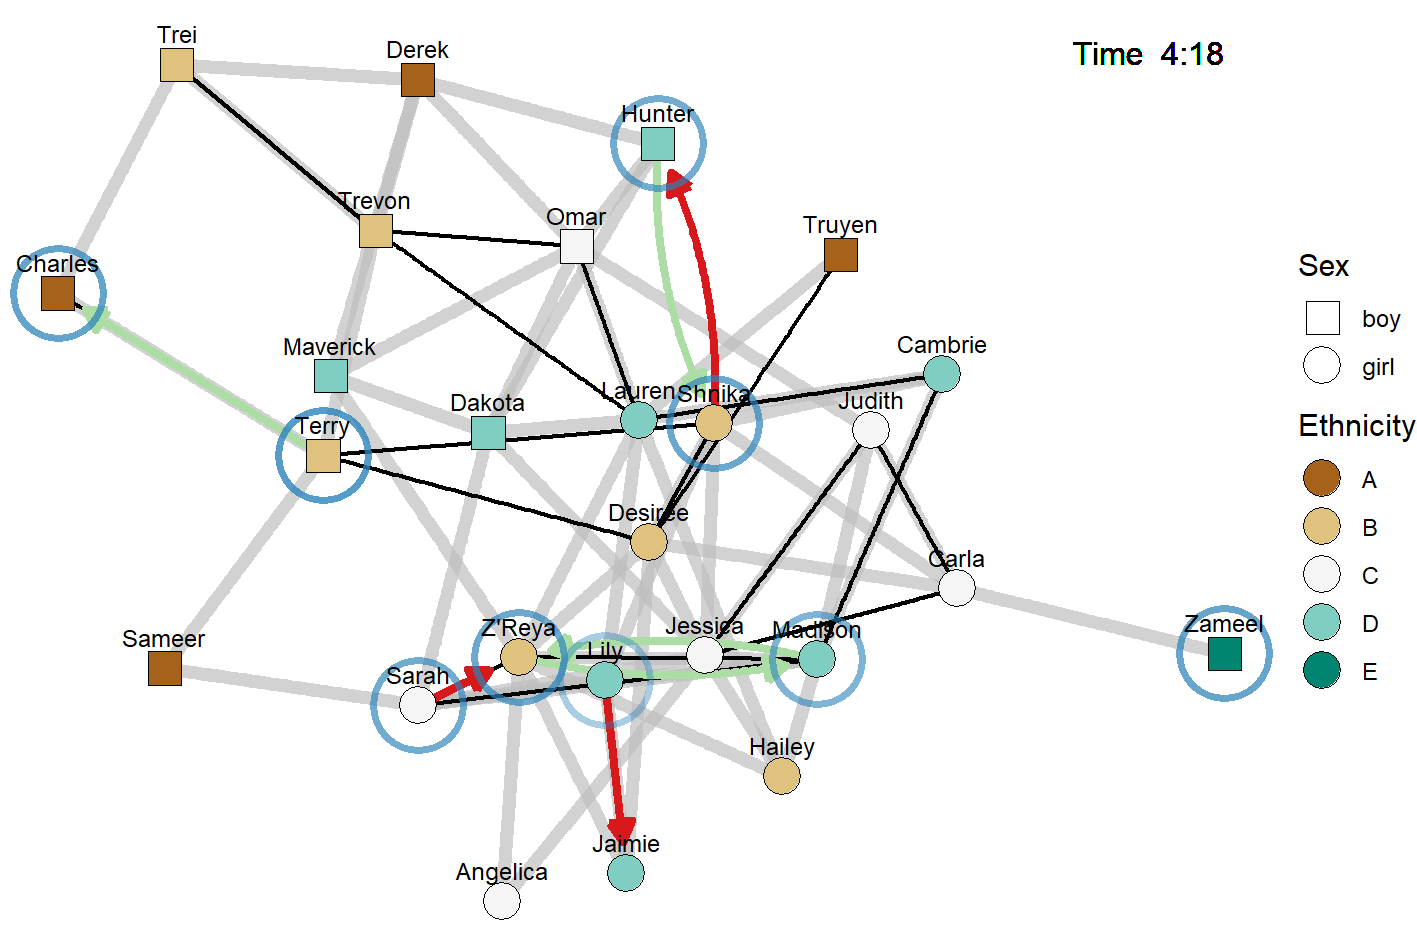 Trei
Derek
Time 4:18
Hunter
Trevon
Omar
Truyen
Charles
Sex
boy
girl
Maverick
Cambrie
Lauren
Shnika
Judith
Dakota
Terry
Ethnicity
A
B
C
D
E
Desiree
Carla
Sameer
Z'Reya
Lily
Jessica
Madison
Zameel
Sarah
Hailey
Jaimie
Angelica